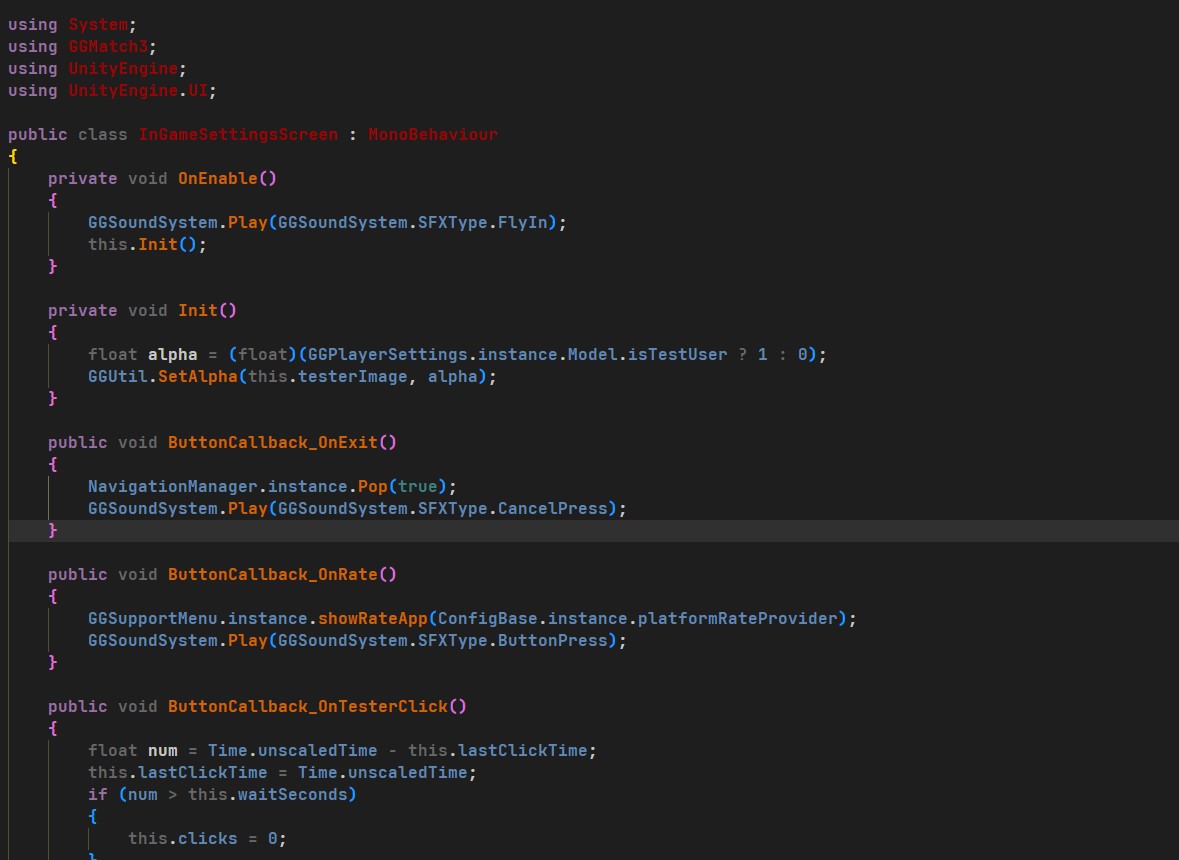 using System;
using GGMatch3;
using UnityEngine;
using UnityEngine.UI;
public class InGameSettingsScreen : MonoBehaviour
{
private void OnEnable()
{
GGSoundSystem.Play(GGSoundSystem.SFXType.FlyIn);
this.Init();
}
private void Init()
{
float alpha = (float)(GGPlayerSettings.instance.Model.isTestUser ? 1 : 0);
GGUtil.SetAlpha(this.testerImage, alpha);
}
public void ButtonCallback_OnExit()
{
NavigationManager.instance.Pop(true);
GGSoundSystem.Play(GGSoundSystem.SFXType.CancelPress);
}
public void ButtonCallback_OnRate()
{
GGSupportMenu.instance.showRateApp(ConfigBase.instance.platformRateProvider);
GGSoundSystem.Play(GGSoundSystem.SFXType.ButtonPress);
}
public void ButtonCallback_OnTesterClick()
{
float num = Time.unscaledTime - this.lastClickTime;
this.lastClickTime = Time.unscaledTime;
if (num > this.waitSeconds)
{
this.clicks = 0;
}